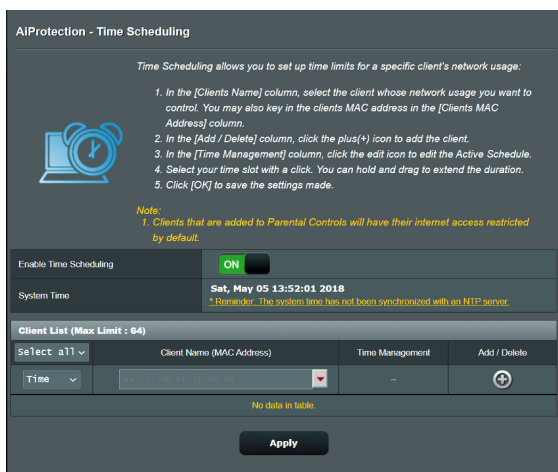 AiProtection - Time Scheduling
Time Scheduling allows you to set up time limits for a specific client's network usage:
1. In the [Clients Name] column, select the client whose network usage you want to
control. You may also key in the clients MAC address in the [Clients MAC
Address] column.
2. In the [Add / Delete] column, click the plus(+) icon to add the client.
3. In the [Time Management] column, click the edit icon to edit the Active Schedule.
4. Select your time slot with a click. You can hold and drag to extend the duration.
5. Click [OK] to save the settings made.
Note:
1. Clients that are added to Parental Controls will have their internet access restricted
by default.
Enable Time Scheduling ON
System Time Sat, May 05 13:52:01 2018
* Reminder: The system time has not been synchronized with an NTP server.
Client List (Max Limit : 64)
Select all Client Name (MAC Address) Time Management Add / Delete
Time –
No data in table.
Apply